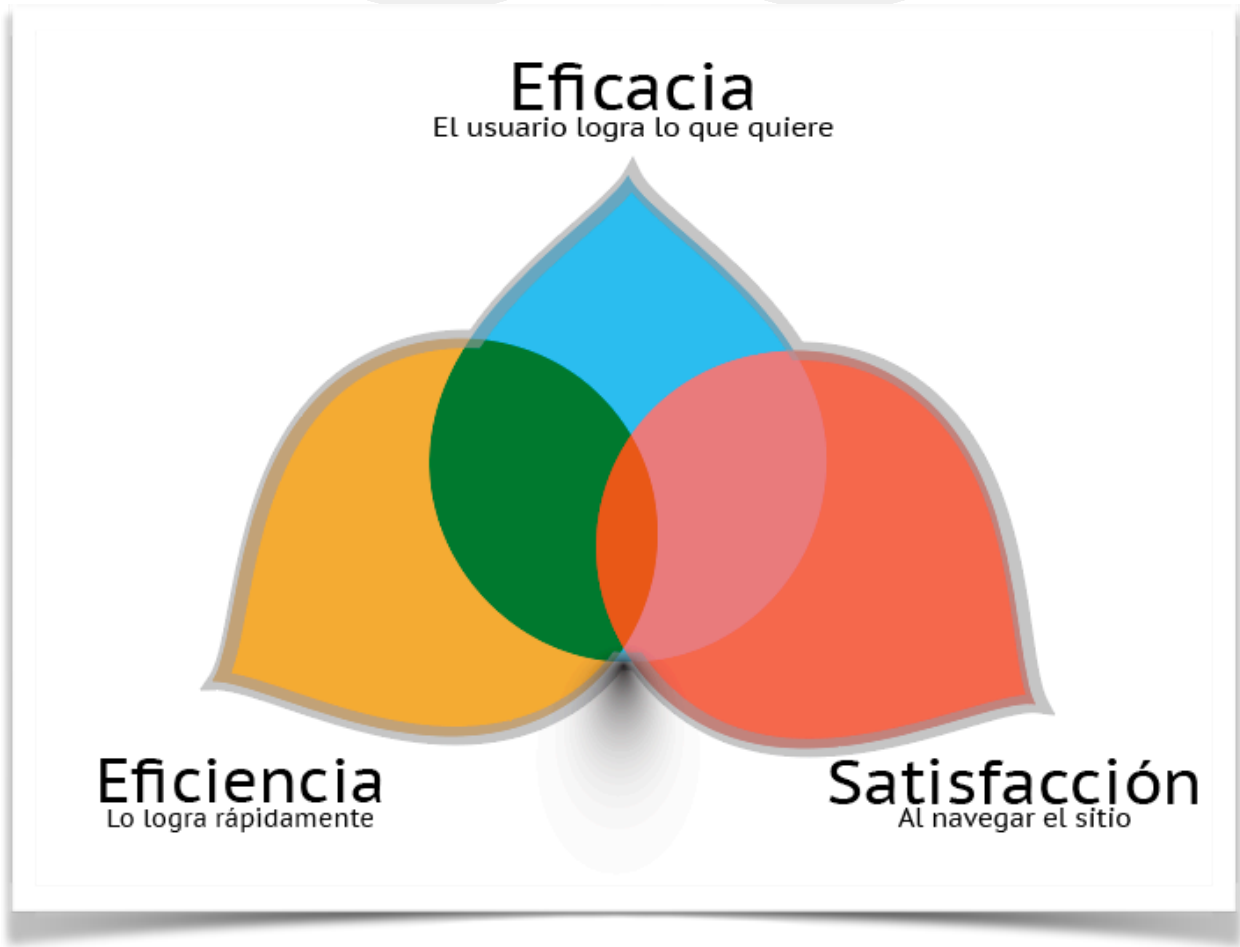 Eficacia
El usuario logra lo que quiere
Eficiencia
Lo logra rápidamente
Satisfacción
Al navegar el sitio